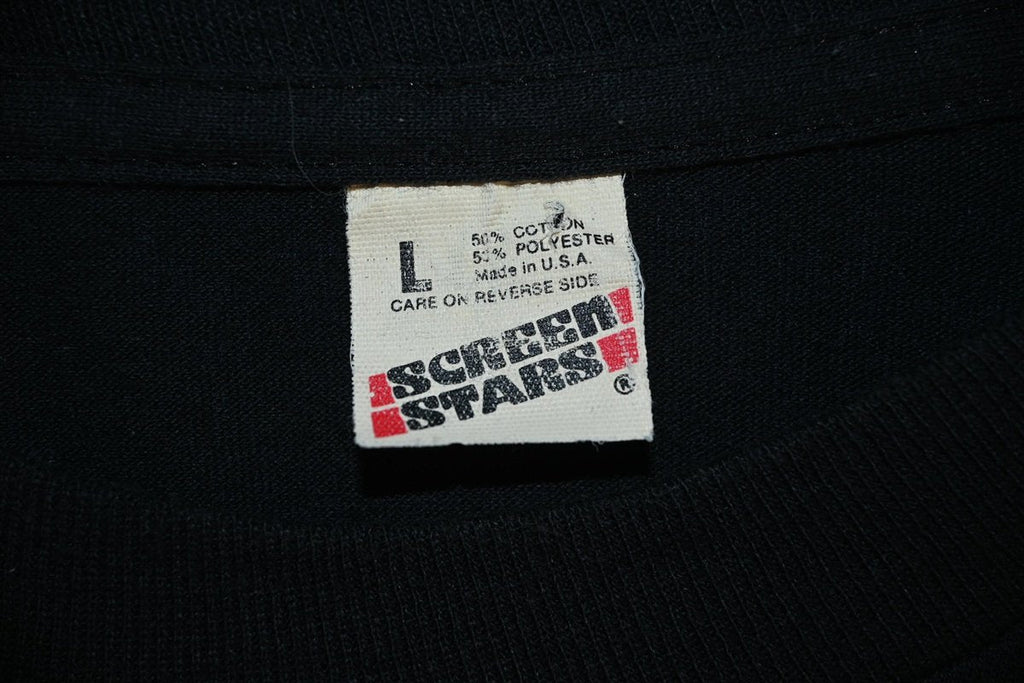 L
50% COTTON
50% POLYESTER
Made in U.S.A.
CARE ON REVERSE SIDE
SCREEN
STARS
®